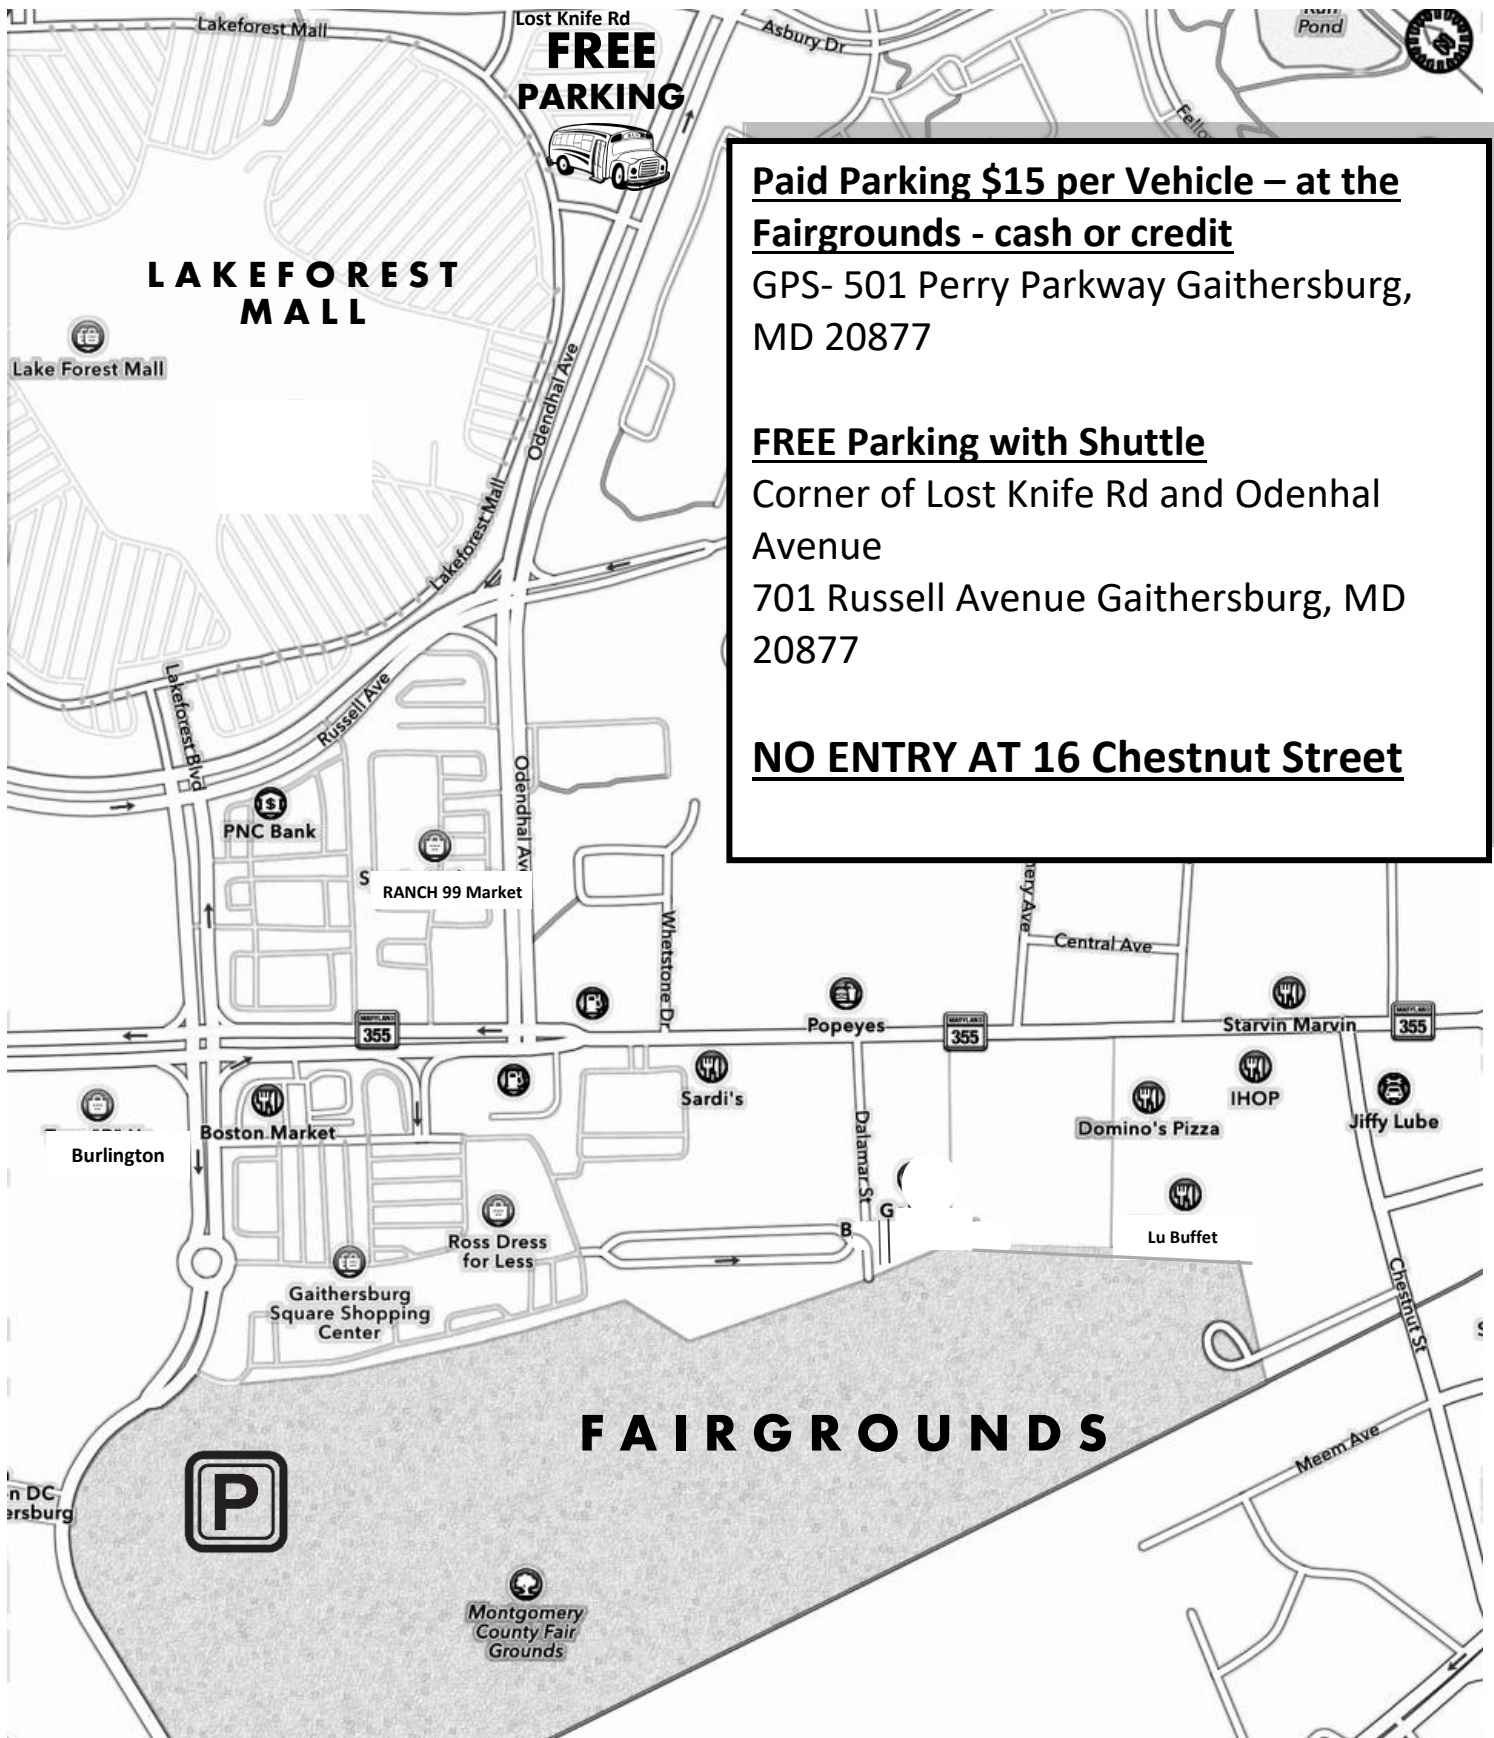 Lost Knife Rd
Lakeforest Mall
FREE
PARKING
Asbury Dr
Pond
Paid Parking $15 per Vehicle – at the
Fairgrounds - cash or credit
GPS- 501 Perry Parkway Gaithersburg,
MD 20877
FREE Parking with Shuttle
Corner of Lost Knife Rd and Odenhal
Avenue
701 Russell Avenue Gaithersburg, MD
20877
NO ENTRY AT 16 Chestnut Street
LAKEFOREST
MALL
Lake Forest Mall
Odendhal Ave
Lakeforest Mall
Lakeforest Blvd
Russell Ave
Odendhal Ave
PNC Bank
RANCH 99 Market
Whetstone Dr
Central Ave
Popeyes
Starvin Marvin
MARYLAND
355
MARYLAND
355
MARYLAND
355
Sardi's
IHOP
Domino's Pizza
Jiffy Lube
Boston Market
Burlington
Dalamar St
B
G
Lu Buffet
Ross Dress
for Less
Gaithersburg
Square Shopping
Center
Chestnut St
FAIRGROUNDS
Meem Ave
P
n DC
ersburg
Montgomery
County Fair
Grounds